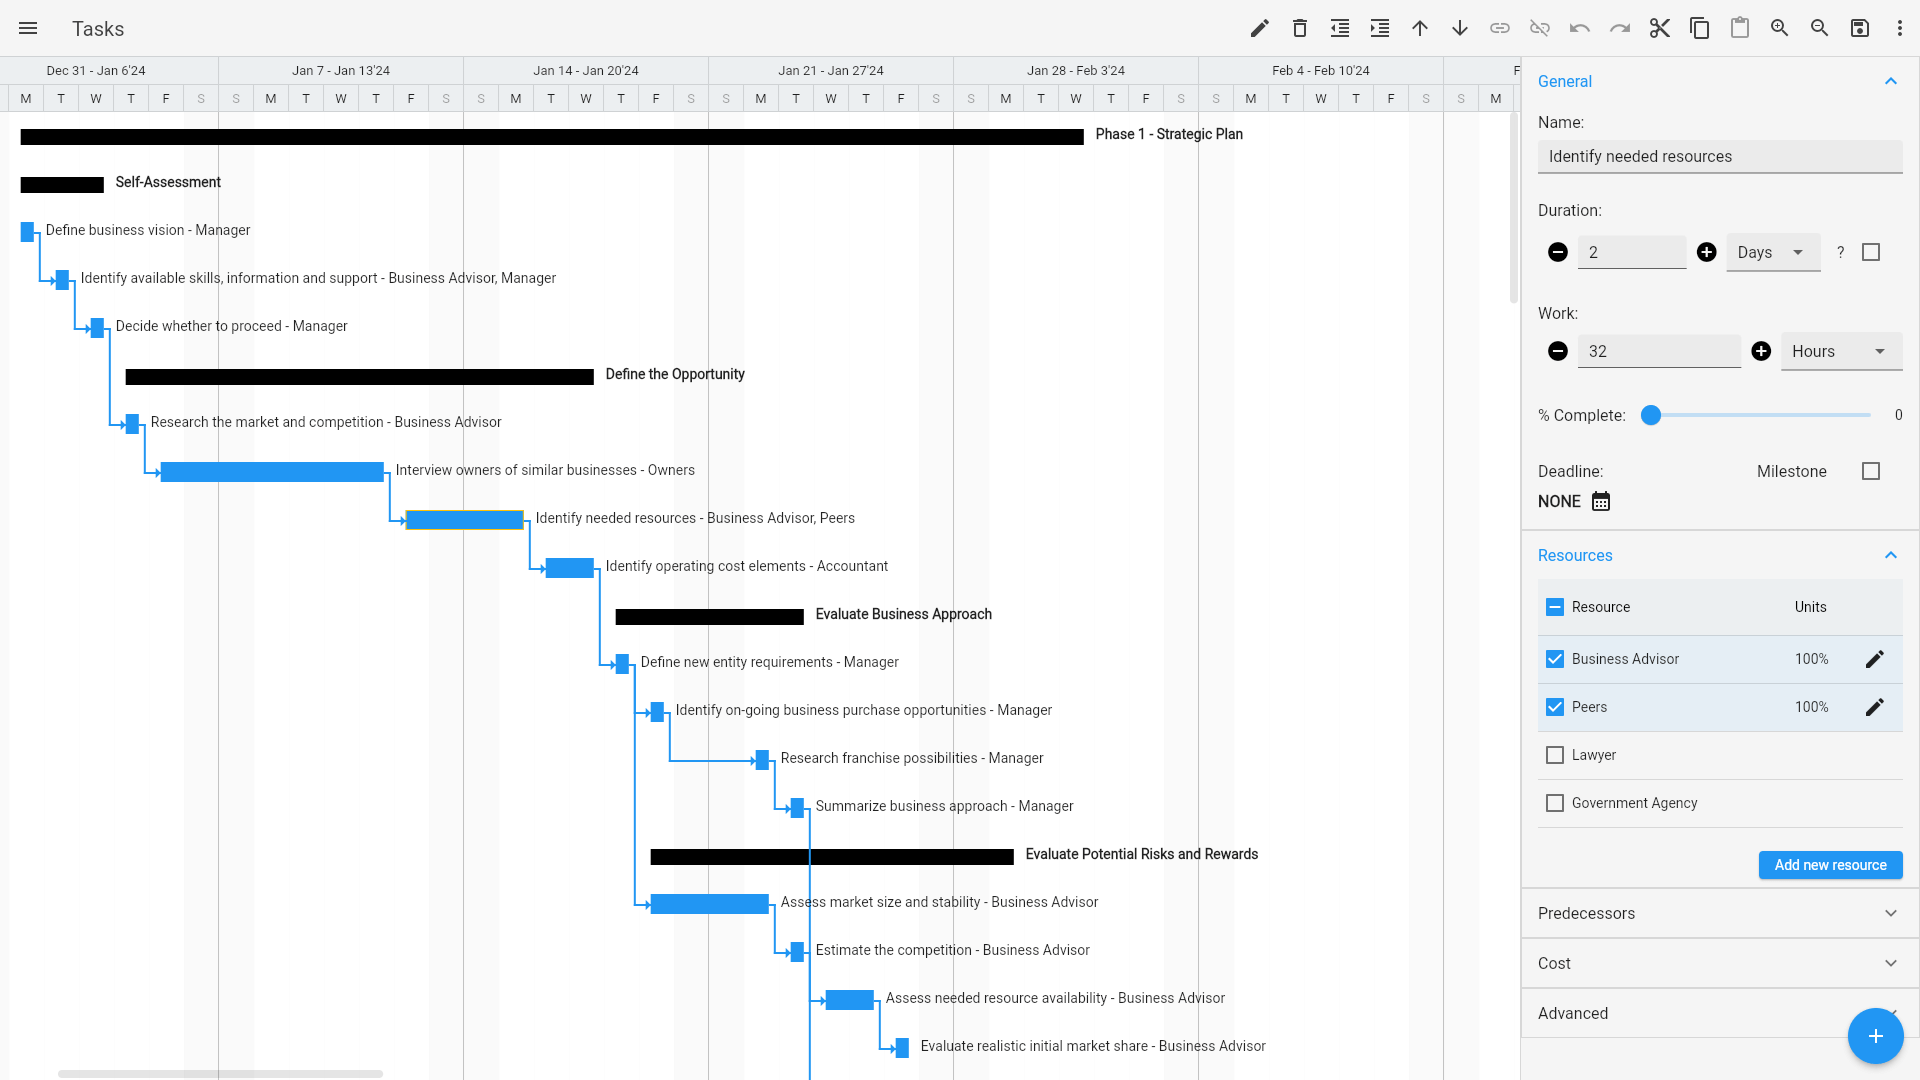 Tasks
Dec 31 - Jan 6'24 Jan 7 - Jan 13'24 Jan 14 - Jan 20'24 Jan 21 - Jan 27'24 Jan 28 - Feb 3'24 Feb 4 - Feb 10'24 F
M T W T F S S M T W T F S S M T W T F S S M T W T F S S M T W T F S S M T W T F S S M
Phase 1 - Strategic Plan
Self-Assessment
Define business vision - Manager
Identify available skills, information and support - Business Advisor, Manager
Decide whether to proceed - Manager
Define the Opportunity
Research the market and competition - Business Advisor
Interview owners of similar businesses - Owners
Identify needed resources - Business Advisor, Peers
Identify operating cost elements - Accountant
Evaluate Business Approach
Define new entity requirements - Manager
Identify on-going business purchase opportunities - Manager
Research franchise possibilities - Manager
Summarize business approach - Manager
Evaluate Potential Risks and Rewards
Assess market size and stability - Business Advisor
Estimate the competition - Business Advisor
Assess needed resource availability - Business Advisor
Evaluate realistic initial market share - Business Advisor
General
Name:
Identify needed resources
Duration:
2 Days ?
Work:
32 Hours
% Complete: 0
Deadline: Milestone
NONE
Resources
Resource Units
Business Advisor 100%
Peers 100%
Lawyer
Government Agency
Add new resource
Predecessors
Cost
Advanced